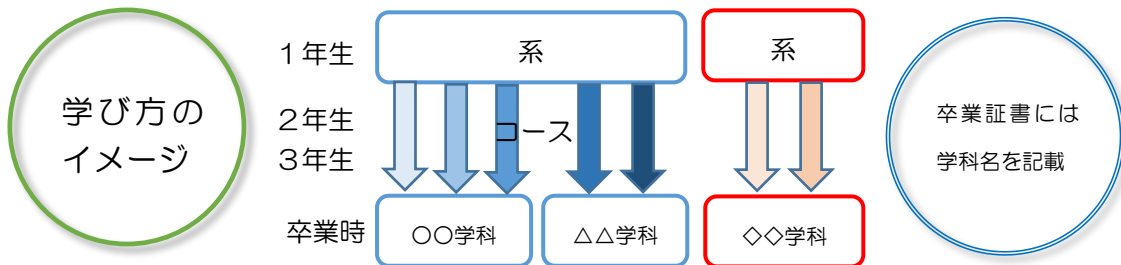 学び方の
イメージ
１年生
２年生
３年生
卒業時
系
系
コース
〇〇学科
△△学科
◇◇学科
卒業証書には
学科名を記載